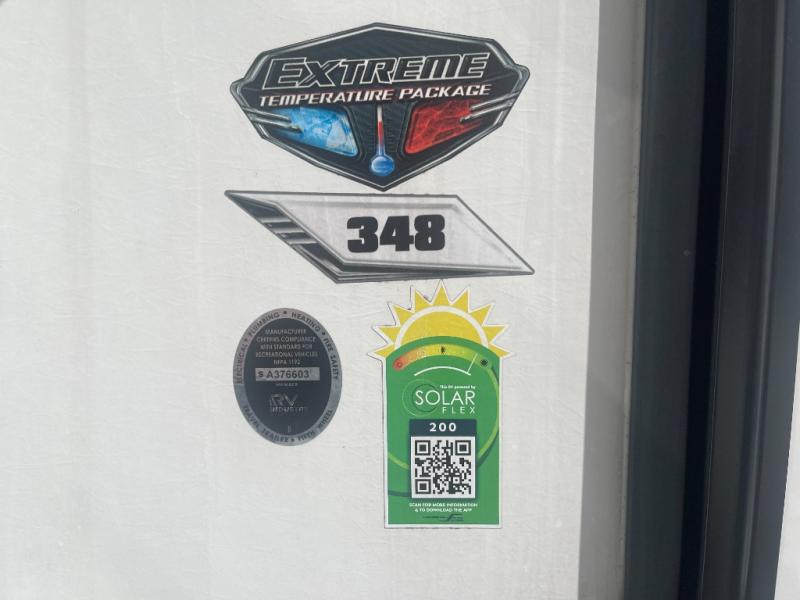 EXTREME
TEMPERATURE PACKAGE
348
ELECTRICAL • PLUMBING • HEATING • FIRE SAFETY
MANUFACTURER
CERTIFIES COMPLIANCE
WITH STANDARD FOR
RECREATIONAL VEHICLES
NFPA 1192
S A376603
RV
INDUSTRY
TRAVEL TRAILER • FIFTH WHEEL
This RV powered by
SOLAR
FLEX
200
SCAN FOR MORE INFORMATION
& TO DOWNLOAD THE APP